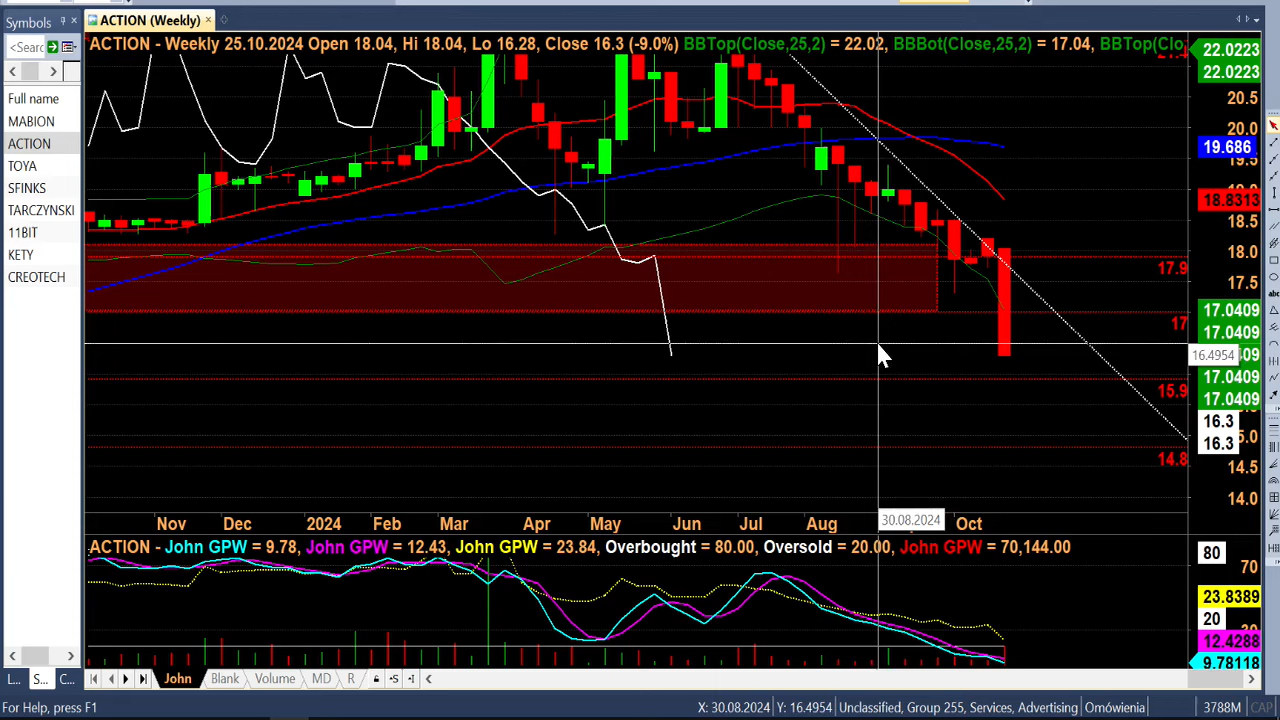 Symbols
<Searc
Full name
MABION
ACTION
TOYA
SFINKS
TARCZYNSKI
11BIT
KETY
CREOTECH
L...
S...
C...
ACTION (Weekly)
ACTION - Weekly 25.10.2024 Open 18.04, Hi 18.04, Lo 16.28, Close 16.3 (-9.0%) BBTop(Close,25,2) = 22.02, BBBot(Close,25,2) = 17.04, BBTop(Clo
22.0223
22.0223
20.5
20.0
19.686
19.5
18.8313
18.5
18.0
17.9
17.5
17.0409
17
17.0409
16.4954
17.0409
15,9
17.0409
16.3
16.3
14.8
14.5
14.0
Nov Dec 2024 Feb Mar Apr May Jun Jul Aug 30.08.2024 Oct
ACTION - John GPW = 9.78, John GPW = 12.43, John GPW = 23.84, Overbought = 80.00, Oversold = 20.00, John GPW = 70,144.00
80
70
23.8389
20
12.4288
9.78118
John Blank Volume MD R
For Help, press F1
X: 30.08.2024 Y: 16.4954 Unclassified, Group 255, Services, Advertising Omówienia 3788M CAP